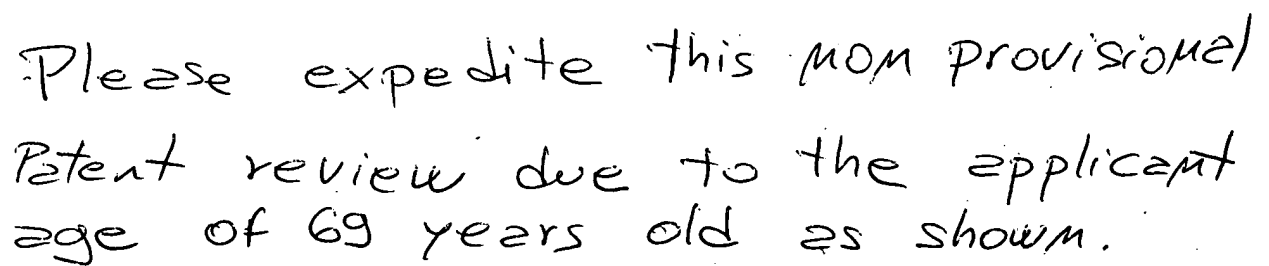 Please expedite this non provisional
Patent review due to the applicant
age of 69 years old as shown.